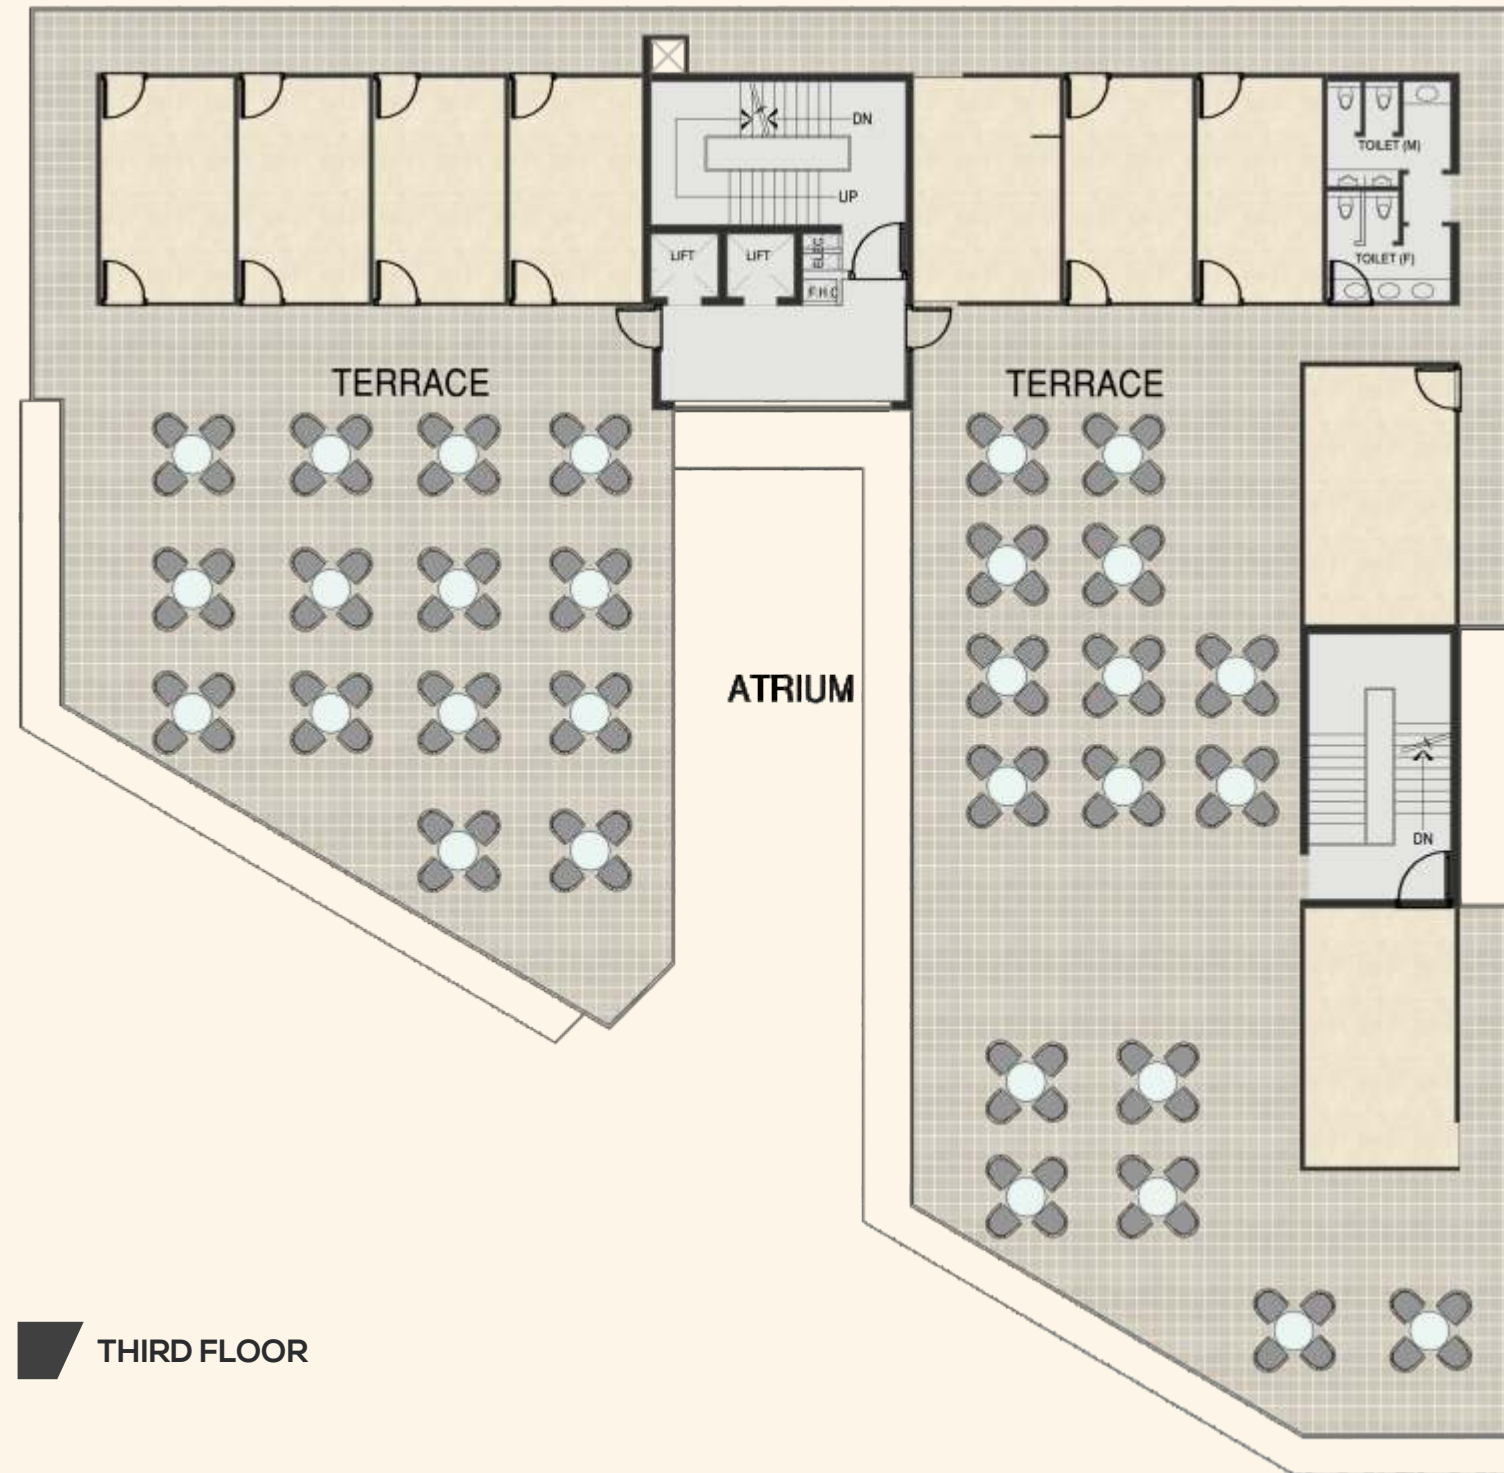 DN
TOILET (M)
UP
LIFT
LIFT
ELEC.
TOILET (F)
F.H.C
TERRACE
TERRACE
ATRIUM
DN
THIRD FLOOR